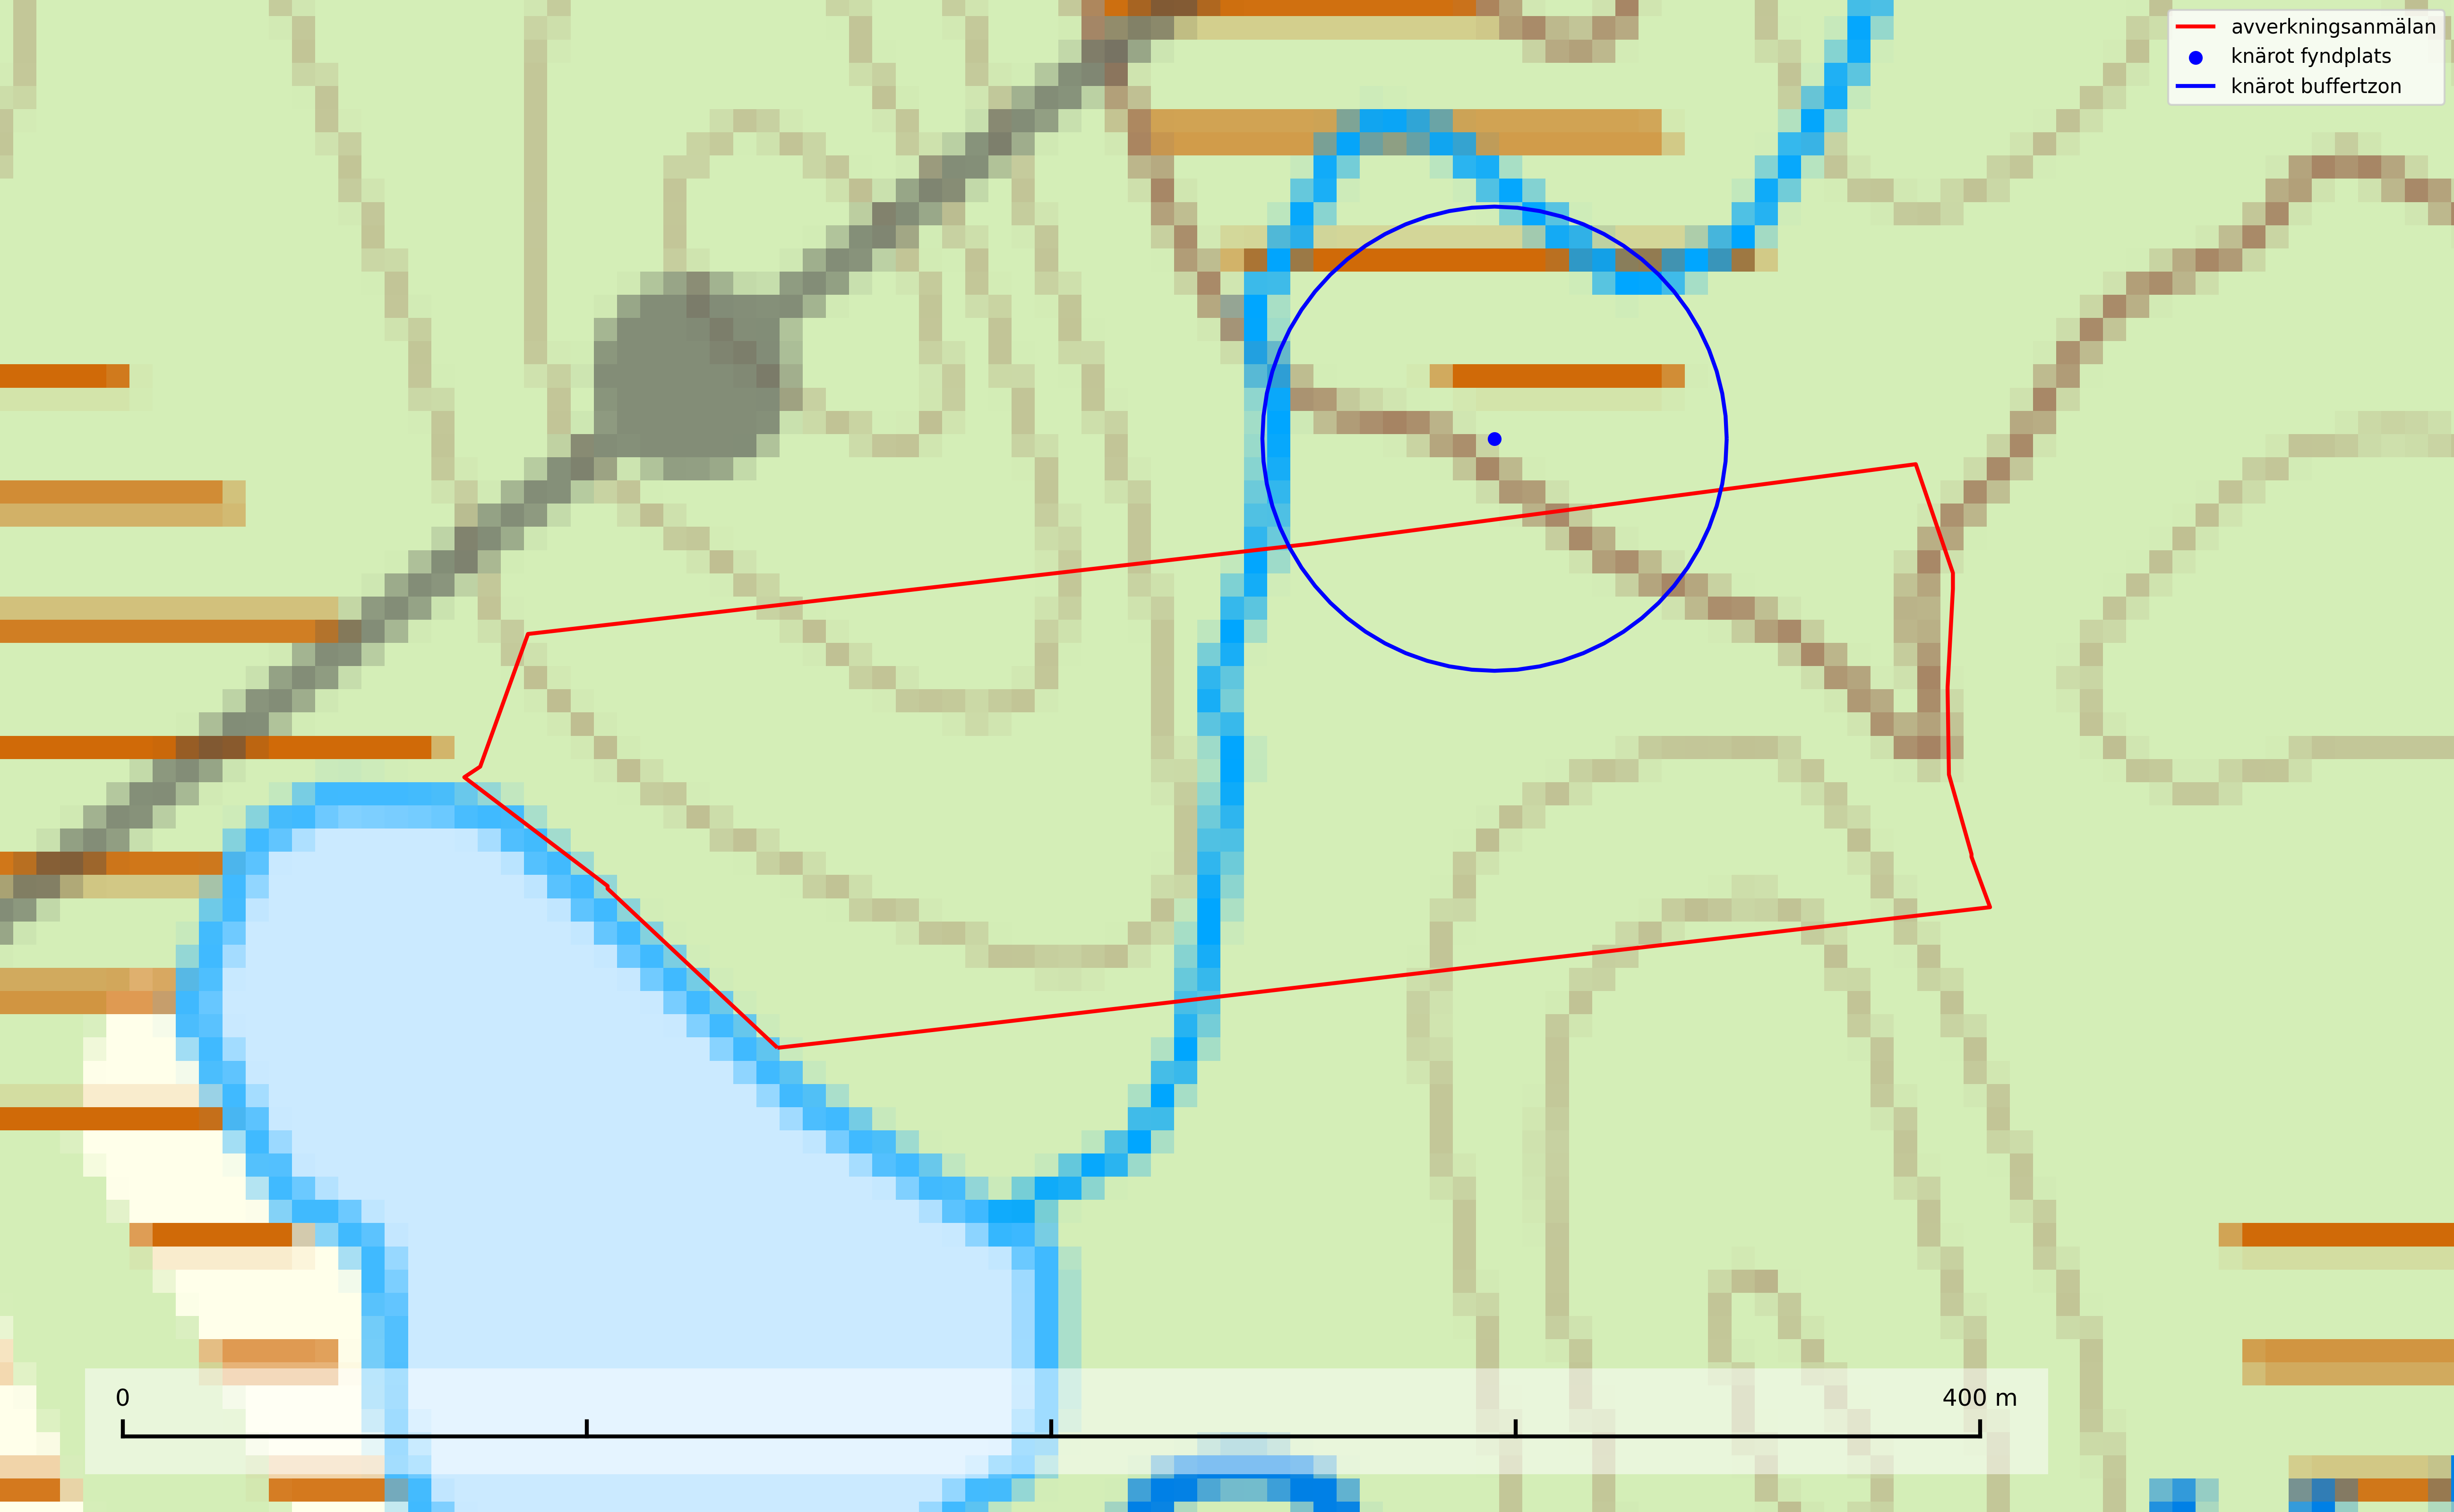 avverkningsanmälan
knärot fyndplats
knärot buffertzon
0
400 m